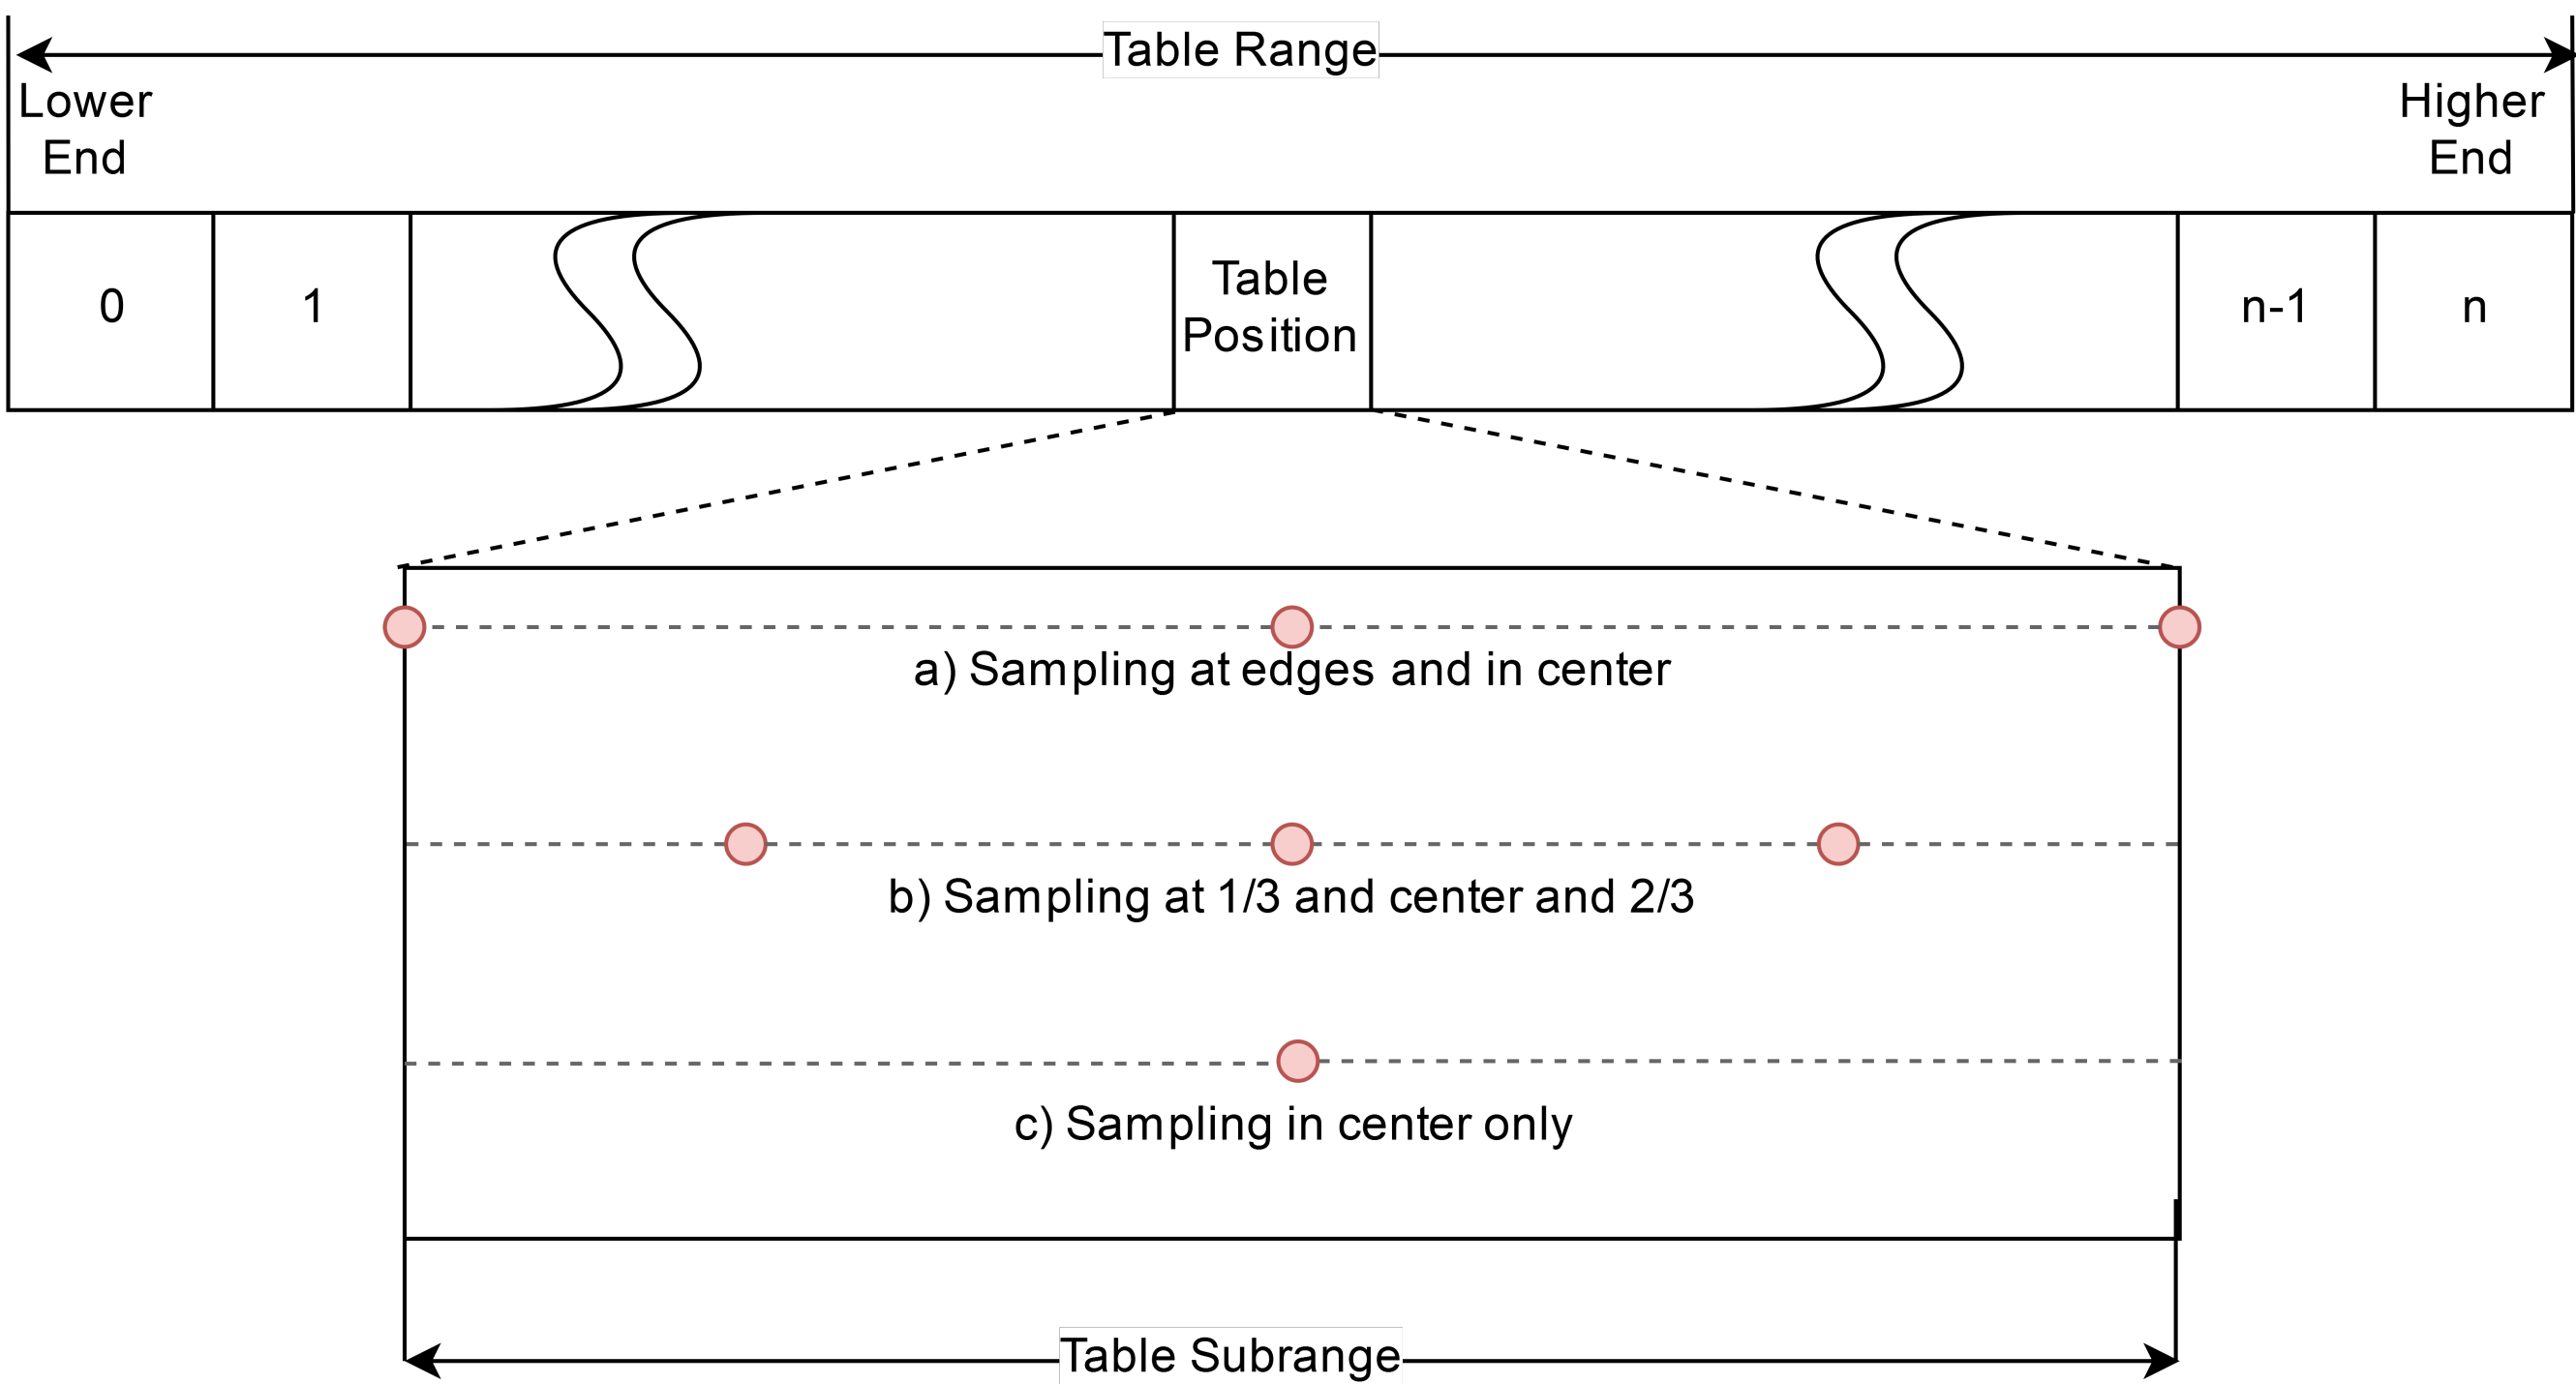 Table Range
Lower
End
Higher
End
0
1
Table
Position
n-1
n
a) Sampling at edges and in center
b) Sampling at 1/3 and center and 2/3
c) Sampling in center only
Table Subrange